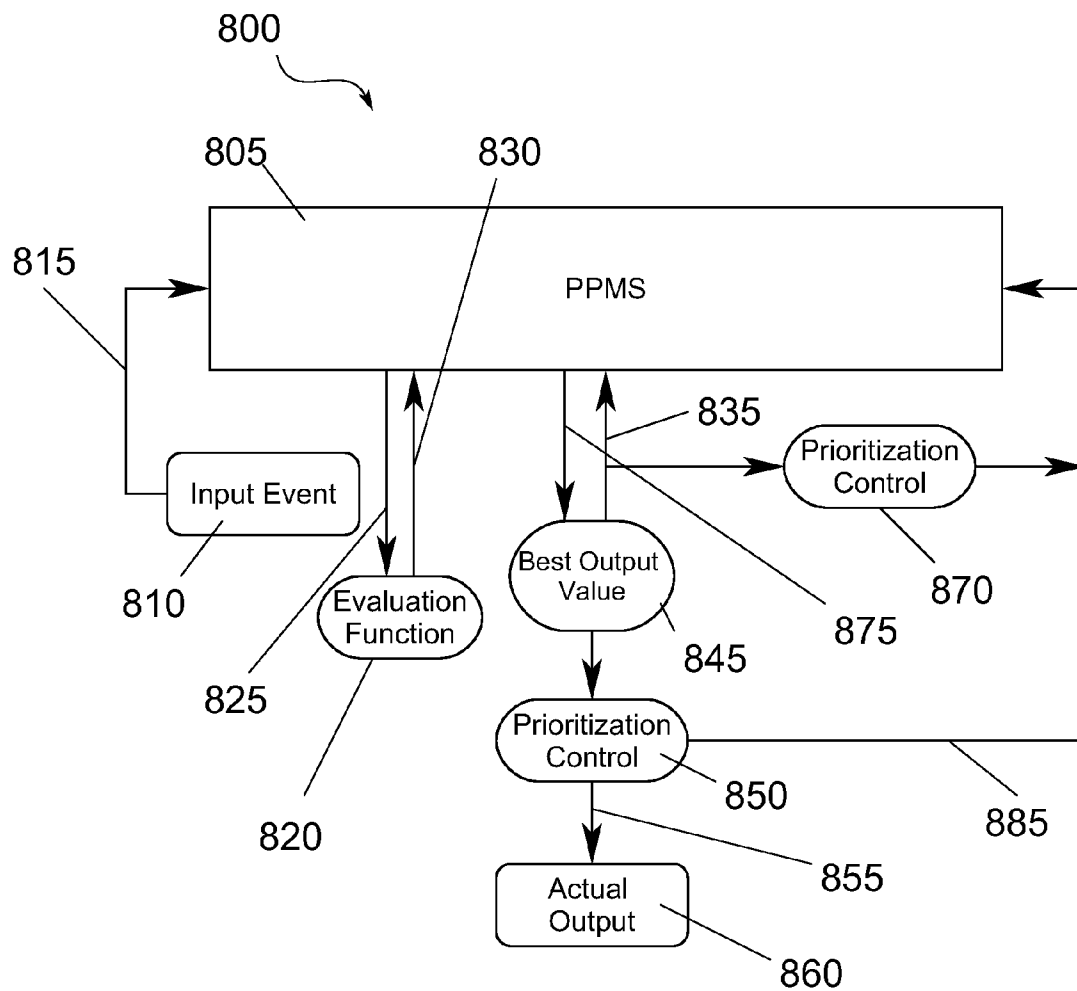 800
805
830
815
PPMS
835
Prioritization
Control
Input Event
810
Best Output
Value
870
Evaluation
Function
875
845
825
Prioritization
Control
850
820
885
855
Actual
Output
860